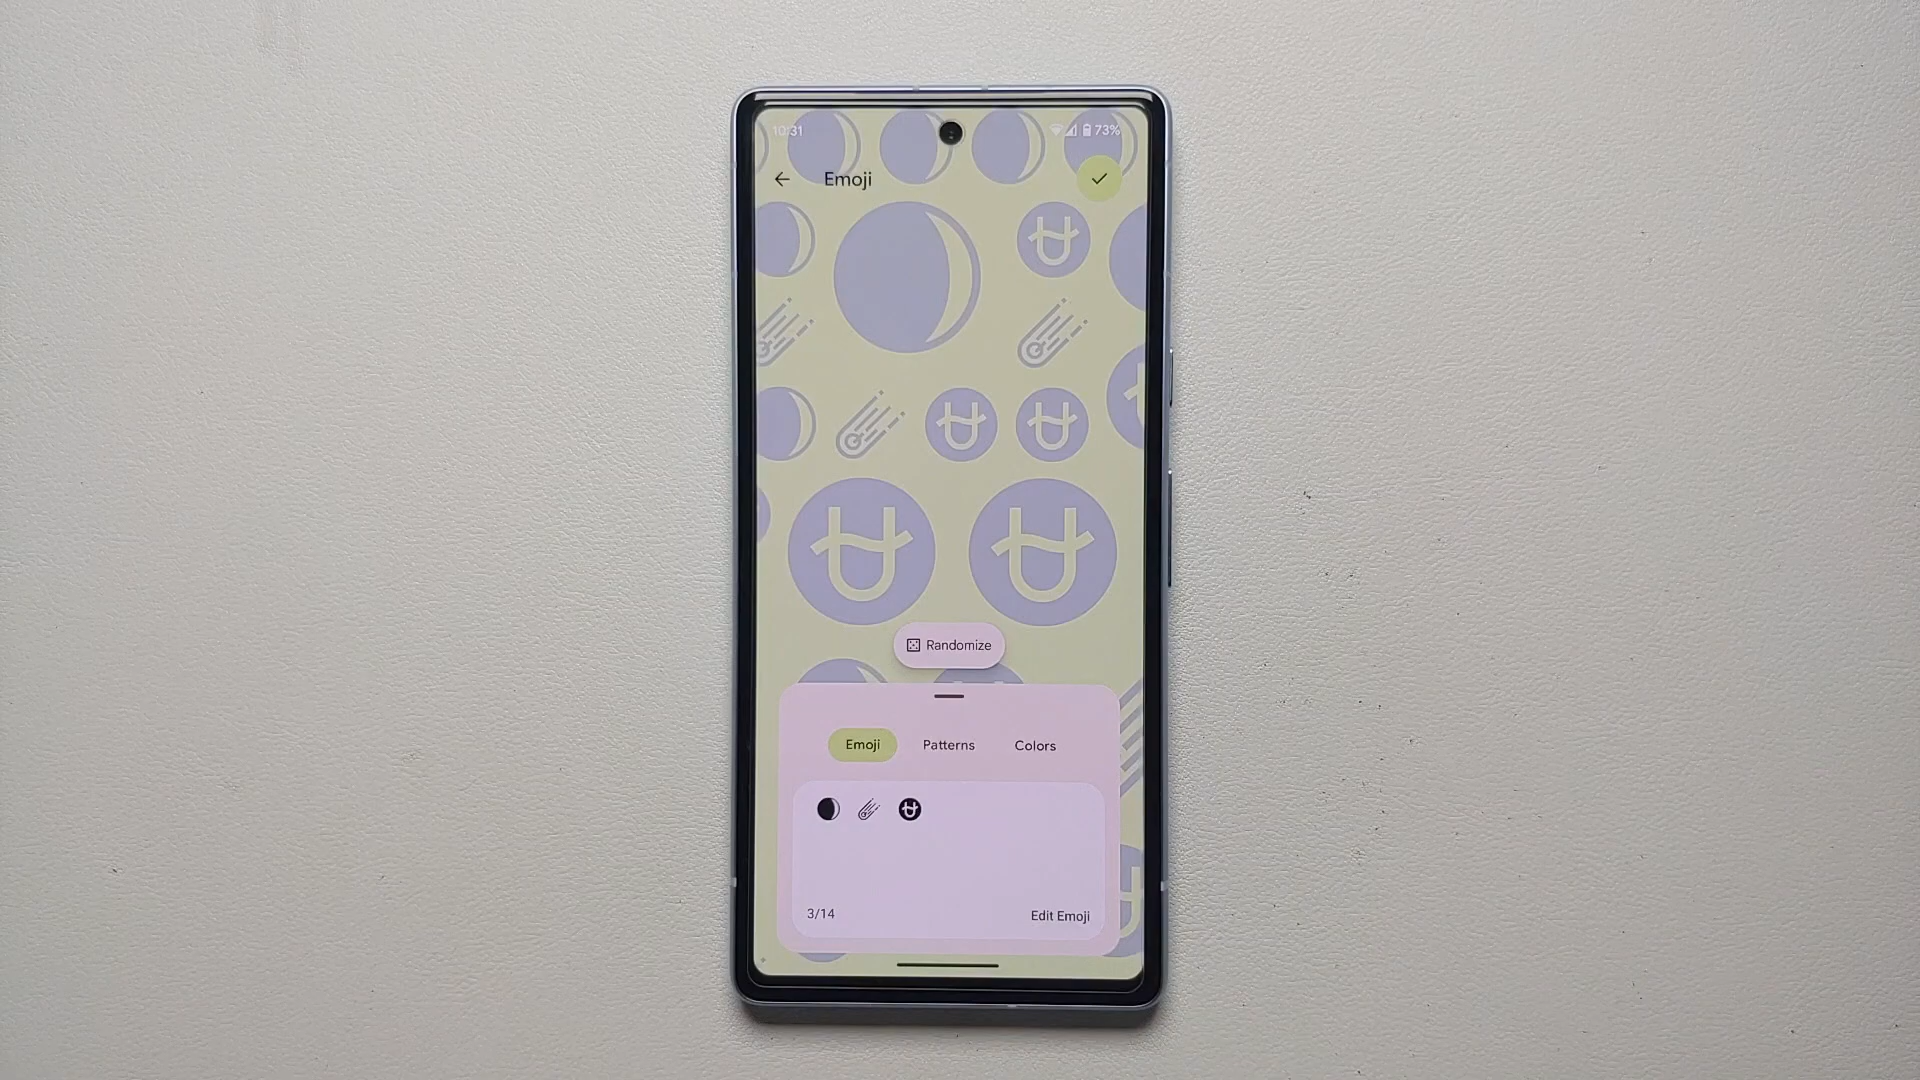 10:31
73%
Emoji
Randomize
Emoji
Patterns
Colors
3/14
Edit Emoji